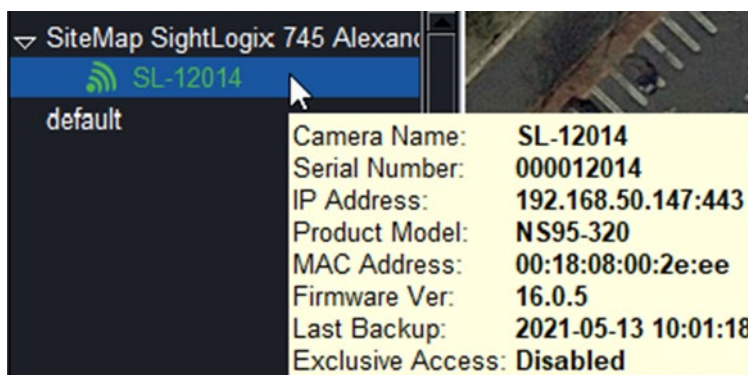 SiteMap SightLogix 745 Alexand
SL-12014
default
Camera Name: SL-12014
Serial Number: 000012014
IP Address: 192.168.50.147:443
Product Model: NS95-320
MAC Address: 00:18:08:00:2e:ee
Firmware Ver: 16.0.5
Last Backup: 2021-05-13 10:01:18
Exclusive Access: Disabled